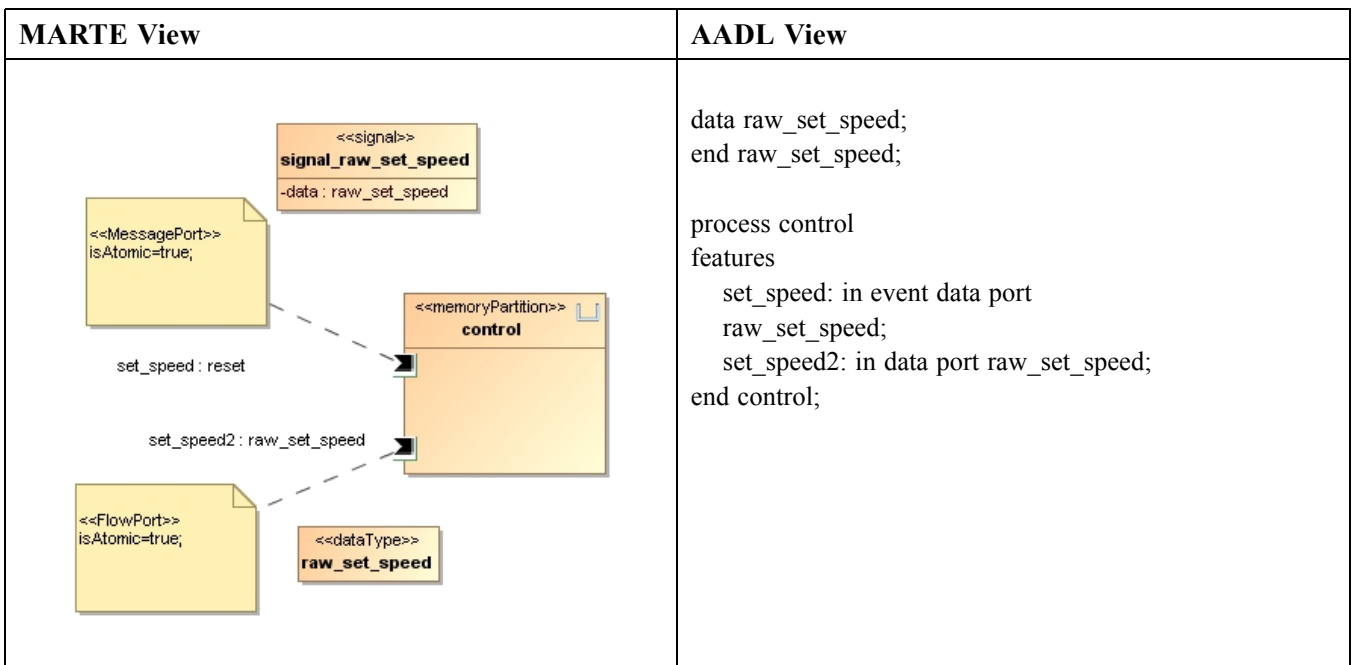 MARTE View
AADL View
<<signal>>
signal_raw_set_speed
-data : raw_set_speed
<<MessagePort>>
isAtomic=true;
<<memoryPartition>>
control
set_speed : reset
set_speed2 : raw_set_speed
<<FlowPort>>
isAtomic=true;
<<dataType>>
raw_set_speed
data raw_set_speed;
end raw_set_speed;
process control
features
set_speed: in event data port
raw_set_speed;
set_speed2: in data port raw_set_speed;
end control;